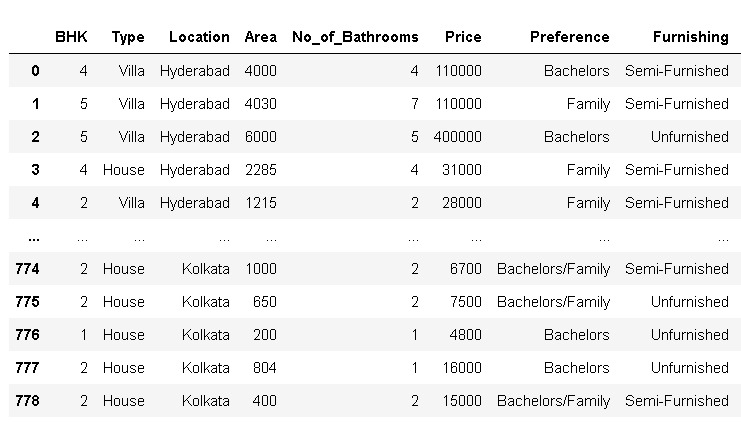 BHK Type Location Area No_of_Bathrooms Price Preference Furnishing
0 4 Villa Hyderabad 4000 4 110000 Bachelors Semi-Furnished
1 5 Villa Hyderabad 4030 7 110000 Family Semi-Furnished
2 5 Villa Hyderabad 6000 5 400000 Bachelors Unfurnished
3 4 House Hyderabad 2285 4 31000 Family Semi-Furnished
4 2 Villa Hyderabad 1215 2 28000 Family Semi-Furnished
... ... ... ... ... ... ... ... ...
774 2 House Kolkata 1000 2 6700 Bachelors/Family Semi-Furnished
775 2 House Kolkata 650 2 7500 Bachelors/Family Unfurnished
776 1 House Kolkata 200 1 4800 Bachelors Unfurnished
777 2 House Kolkata 804 1 16000 Bachelors Unfurnished
778 2 House Kolkata 400 2 15000 Bachelors/Family Semi-Furnished